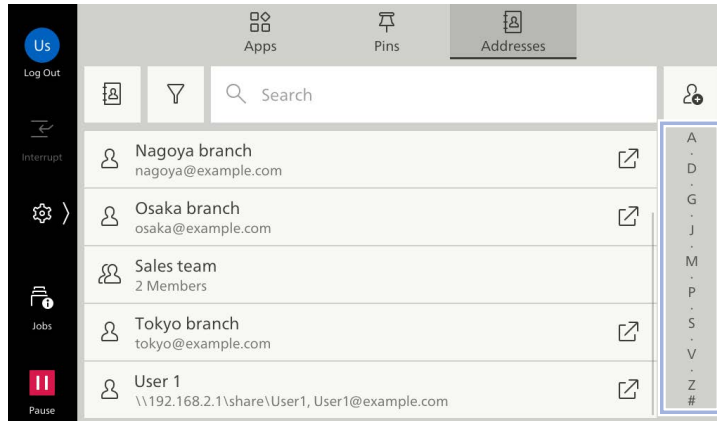 Us
Log Out
Interrupt
Jobs
Pause
Apps
Pins
Addresses
Search
Nagoya branch
nagoya@example.com
Osaka branch
osaka@example.com
Sales team
2 Members
Tokyo branch
tokyo@example.com
User 1
\\192.168.2.1\share\User1, User1@example.com
A
.
D
.
G
.
J
.
M
.
P
.
S
.
V
.
Z
#